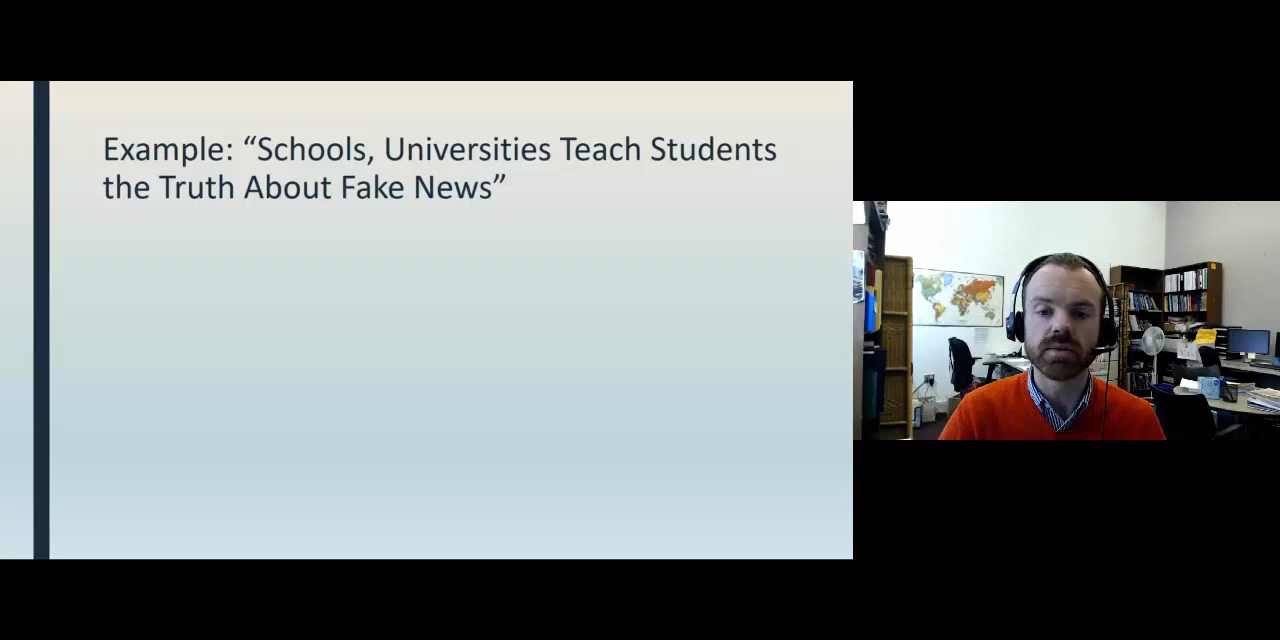 Example: “Schools, Universities Teach Students
the Truth About Fake News”